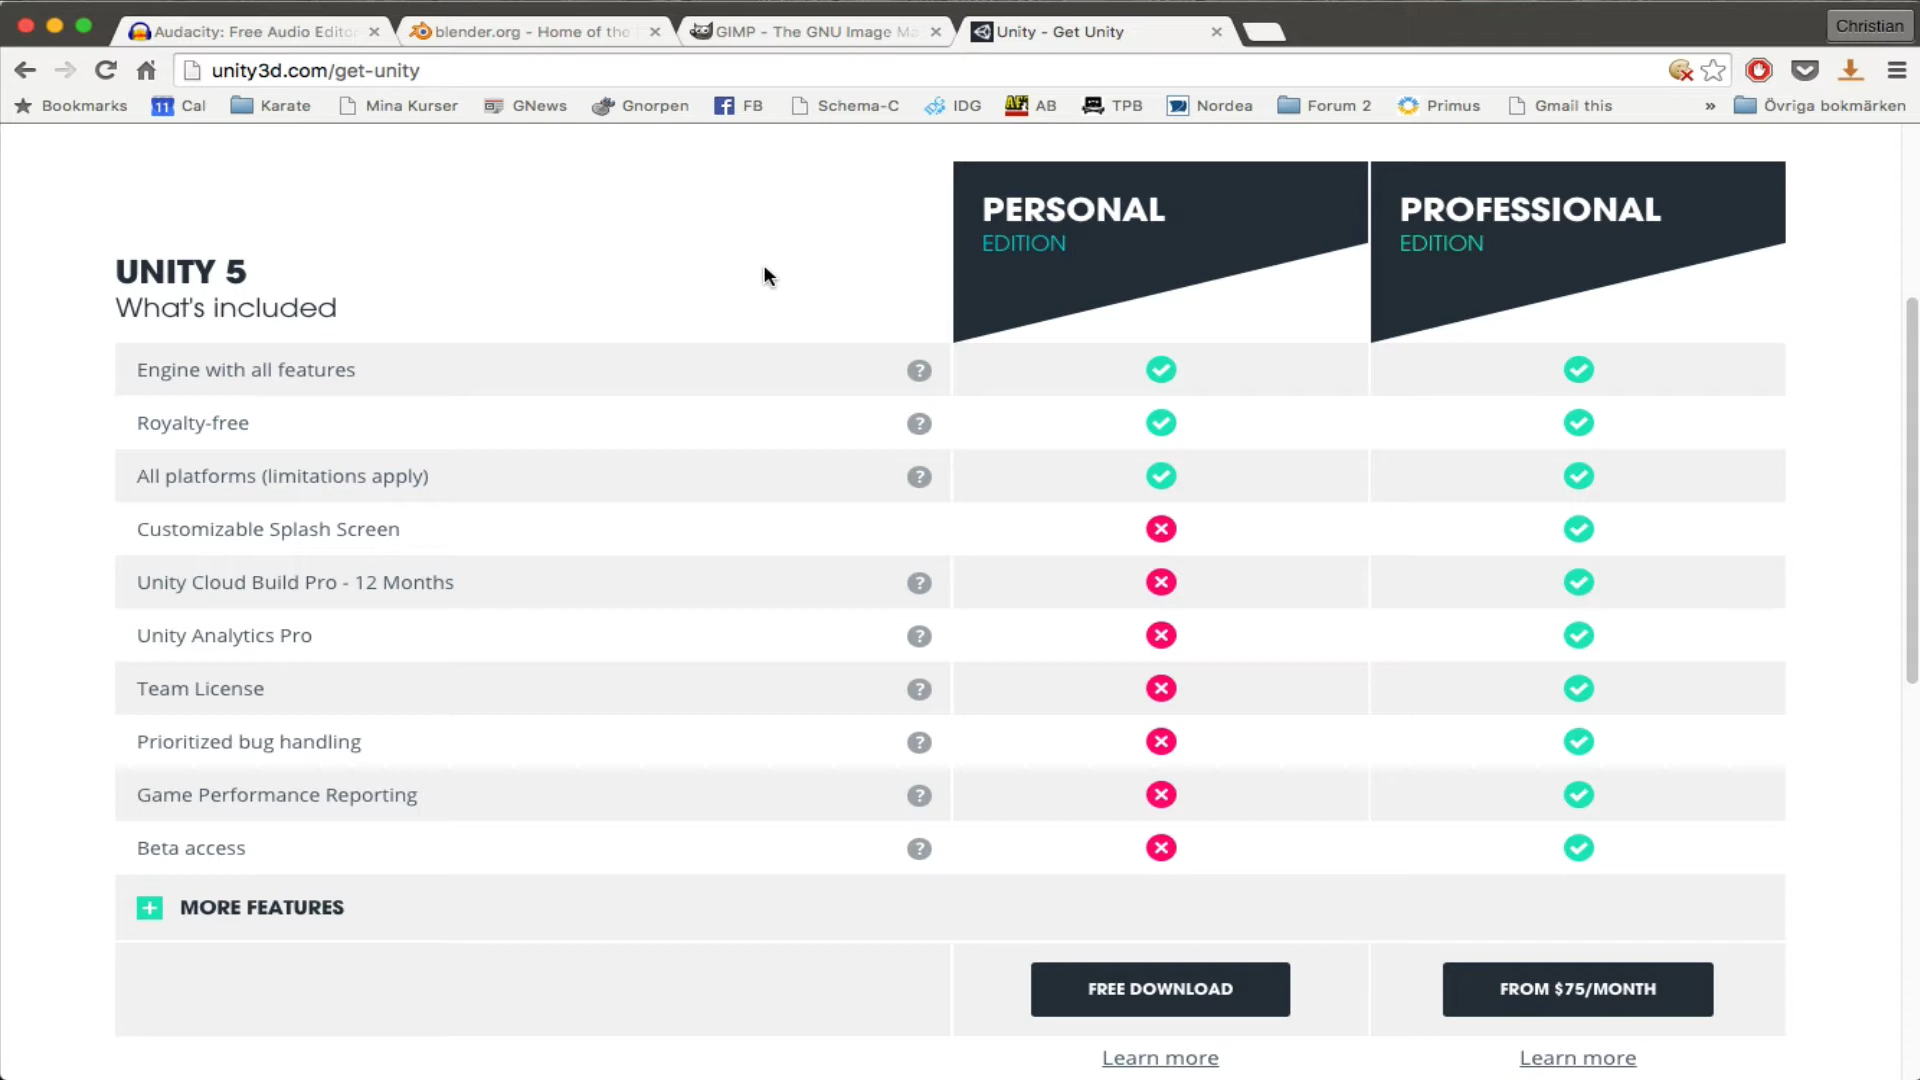 Audacity: Free Audio Edito
blender.org - Home of the
GIMP - The GNU Image Ma
Unity - Get Unity
Christian
unity3d.com/get-unity
Bookmarks
11 Cal
Karate
Mina Kurser
GNews
Gnorpen
FB
Schema-C
IDG
AB
TPB
Nordea
Forum 2
Primus
Gmail this
»
Övriga bokmärken
PERSONAL
EDITION
PROFESSIONAL
EDITION
UNITY 5
What's included
Engine with all features ?
Royalty-free ?
All platforms (limitations apply) ?
Customizable Splash Screen
Unity Cloud Build Pro - 12 Months ?
Unity Analytics Pro ?
Team License ?
Prioritized bug handling ?
Game Performance Reporting ?
Beta access ?
MORE FEATURES
FREE DOWNLOAD
FROM $75/MONTH
Learn more
Learn more